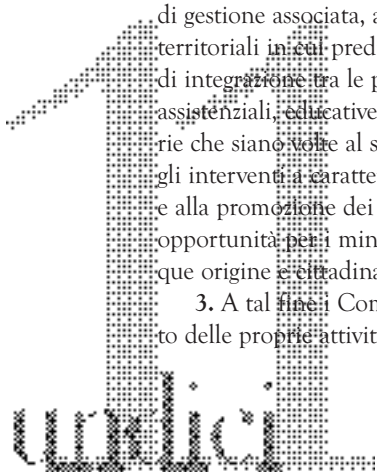 di gestione associata, a
territoriali in cui pred
di integrazione tra le p
assistenziali, educative
rie che siano volte al s
gli interventi a caratte
e alla promozione dei
opportunità per i min
que origine e cittadina
3. A tal fine i Com
to delle proprie attivit
11
undici